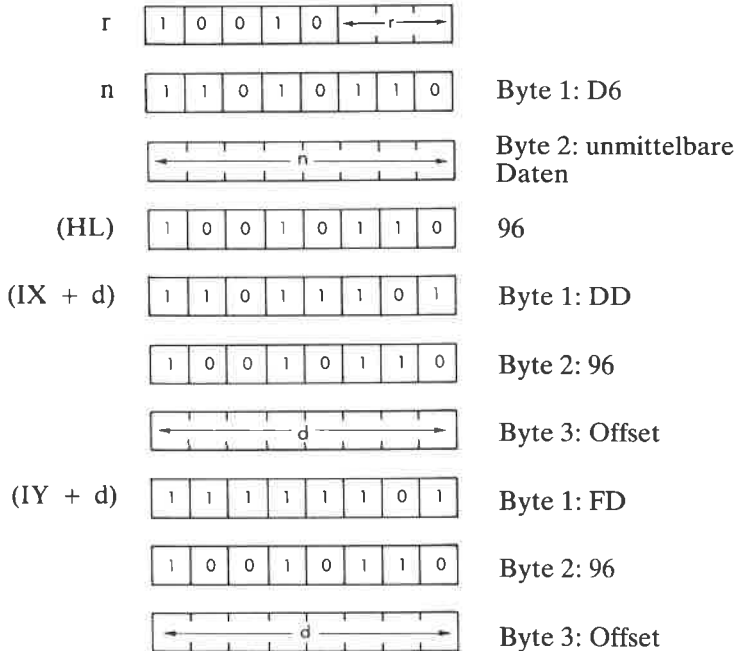 r 1 0 0 1 0 r
n 1 1 0 1 0 1 1 0 Byte 1: D6
n Byte 2: unmittelbare
Daten
(HL) 1 0 0 1 0 1 1 0 96
(IX + d) 1 1 0 1 1 1 0 1 Byte 1: DD
1 0 0 1 0 1 1 0 Byte 2: 96
d Byte 3: Offset
(IY + d) 1 1 1 1 1 1 0 1 Byte 1: FD
1 0 0 1 0 1 1 0 Byte 2: 96
d Byte 3: Offset